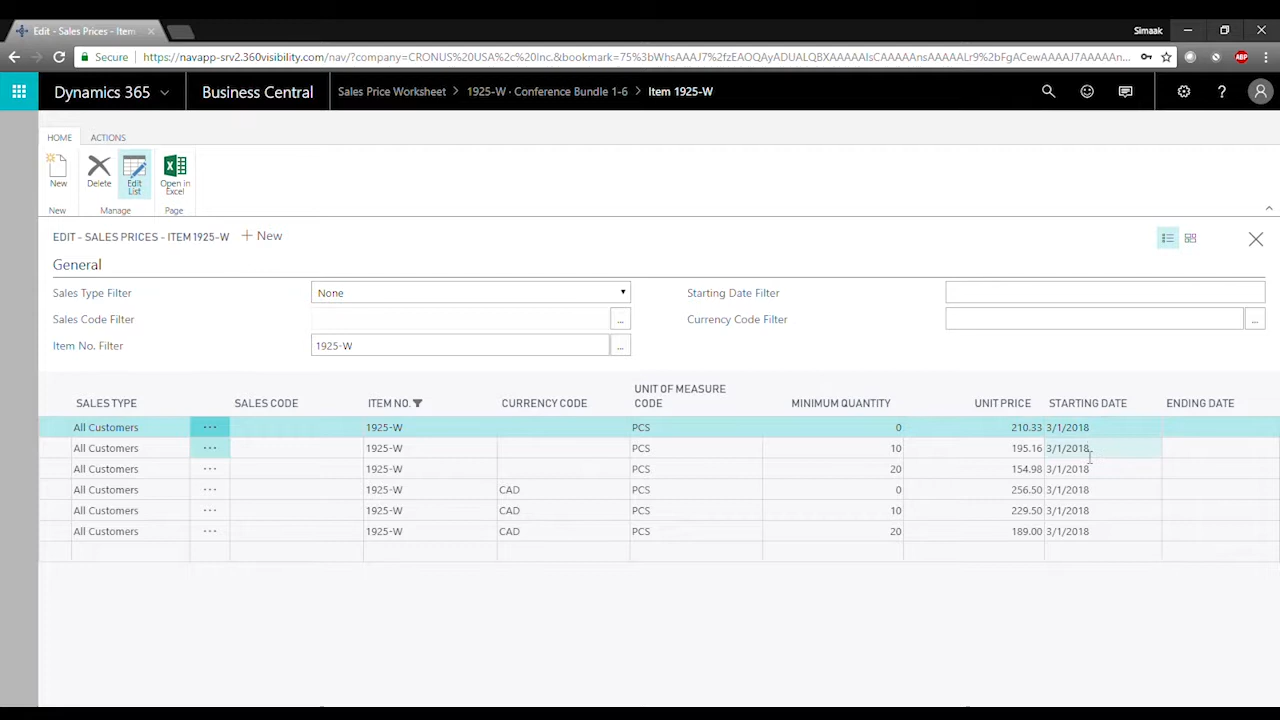 Edit - Sales Prices - Item
Simaak
Secure https://navapp-srv2.360visibility.com/nav/?company=CRONUS%20USA%2c%20Inc.&bookmark=75%3bWhsAAAJ7%2fzEAOQAyADUALQBXAAAAAlsCAAAAAnsAAAAALr9%2bFgACewAAAAJ7AAAAAn...
ABP
Dynamics 365
Business Central
Sales Price Worksheet > 1925-W · Conference Bundle 1-6 > Item 1925-W
HOME ACTIONS
New Delete Edit List Open in Excel
New Manage Page
EDIT - SALES PRICES - ITEM 1925-W + New
General
Sales Type Filter None Starting Date Filter
Sales Code Filter ... Currency Code Filter ...
Item No. Filter 1925-W ...
SALES TYPE SALES CODE ITEM NO. CURRENCY CODE UNIT OF MEASURE CODE MINIMUM QUANTITY UNIT PRICE STARTING DATE ENDING DATE
All Customers ... 1925-W PCS 0 210.33 3/1/2018
All Customers ... 1925-W PCS 10 195.16 3/1/2018
All Customers ... 1925-W PCS 20 154.98 3/1/2018
All Customers ... 1925-W CAD PCS 0 256.50 3/1/2018
All Customers ... 1925-W CAD PCS 10 229.50 3/1/2018
All Customers ... 1925-W CAD PCS 20 189.00 3/1/2018